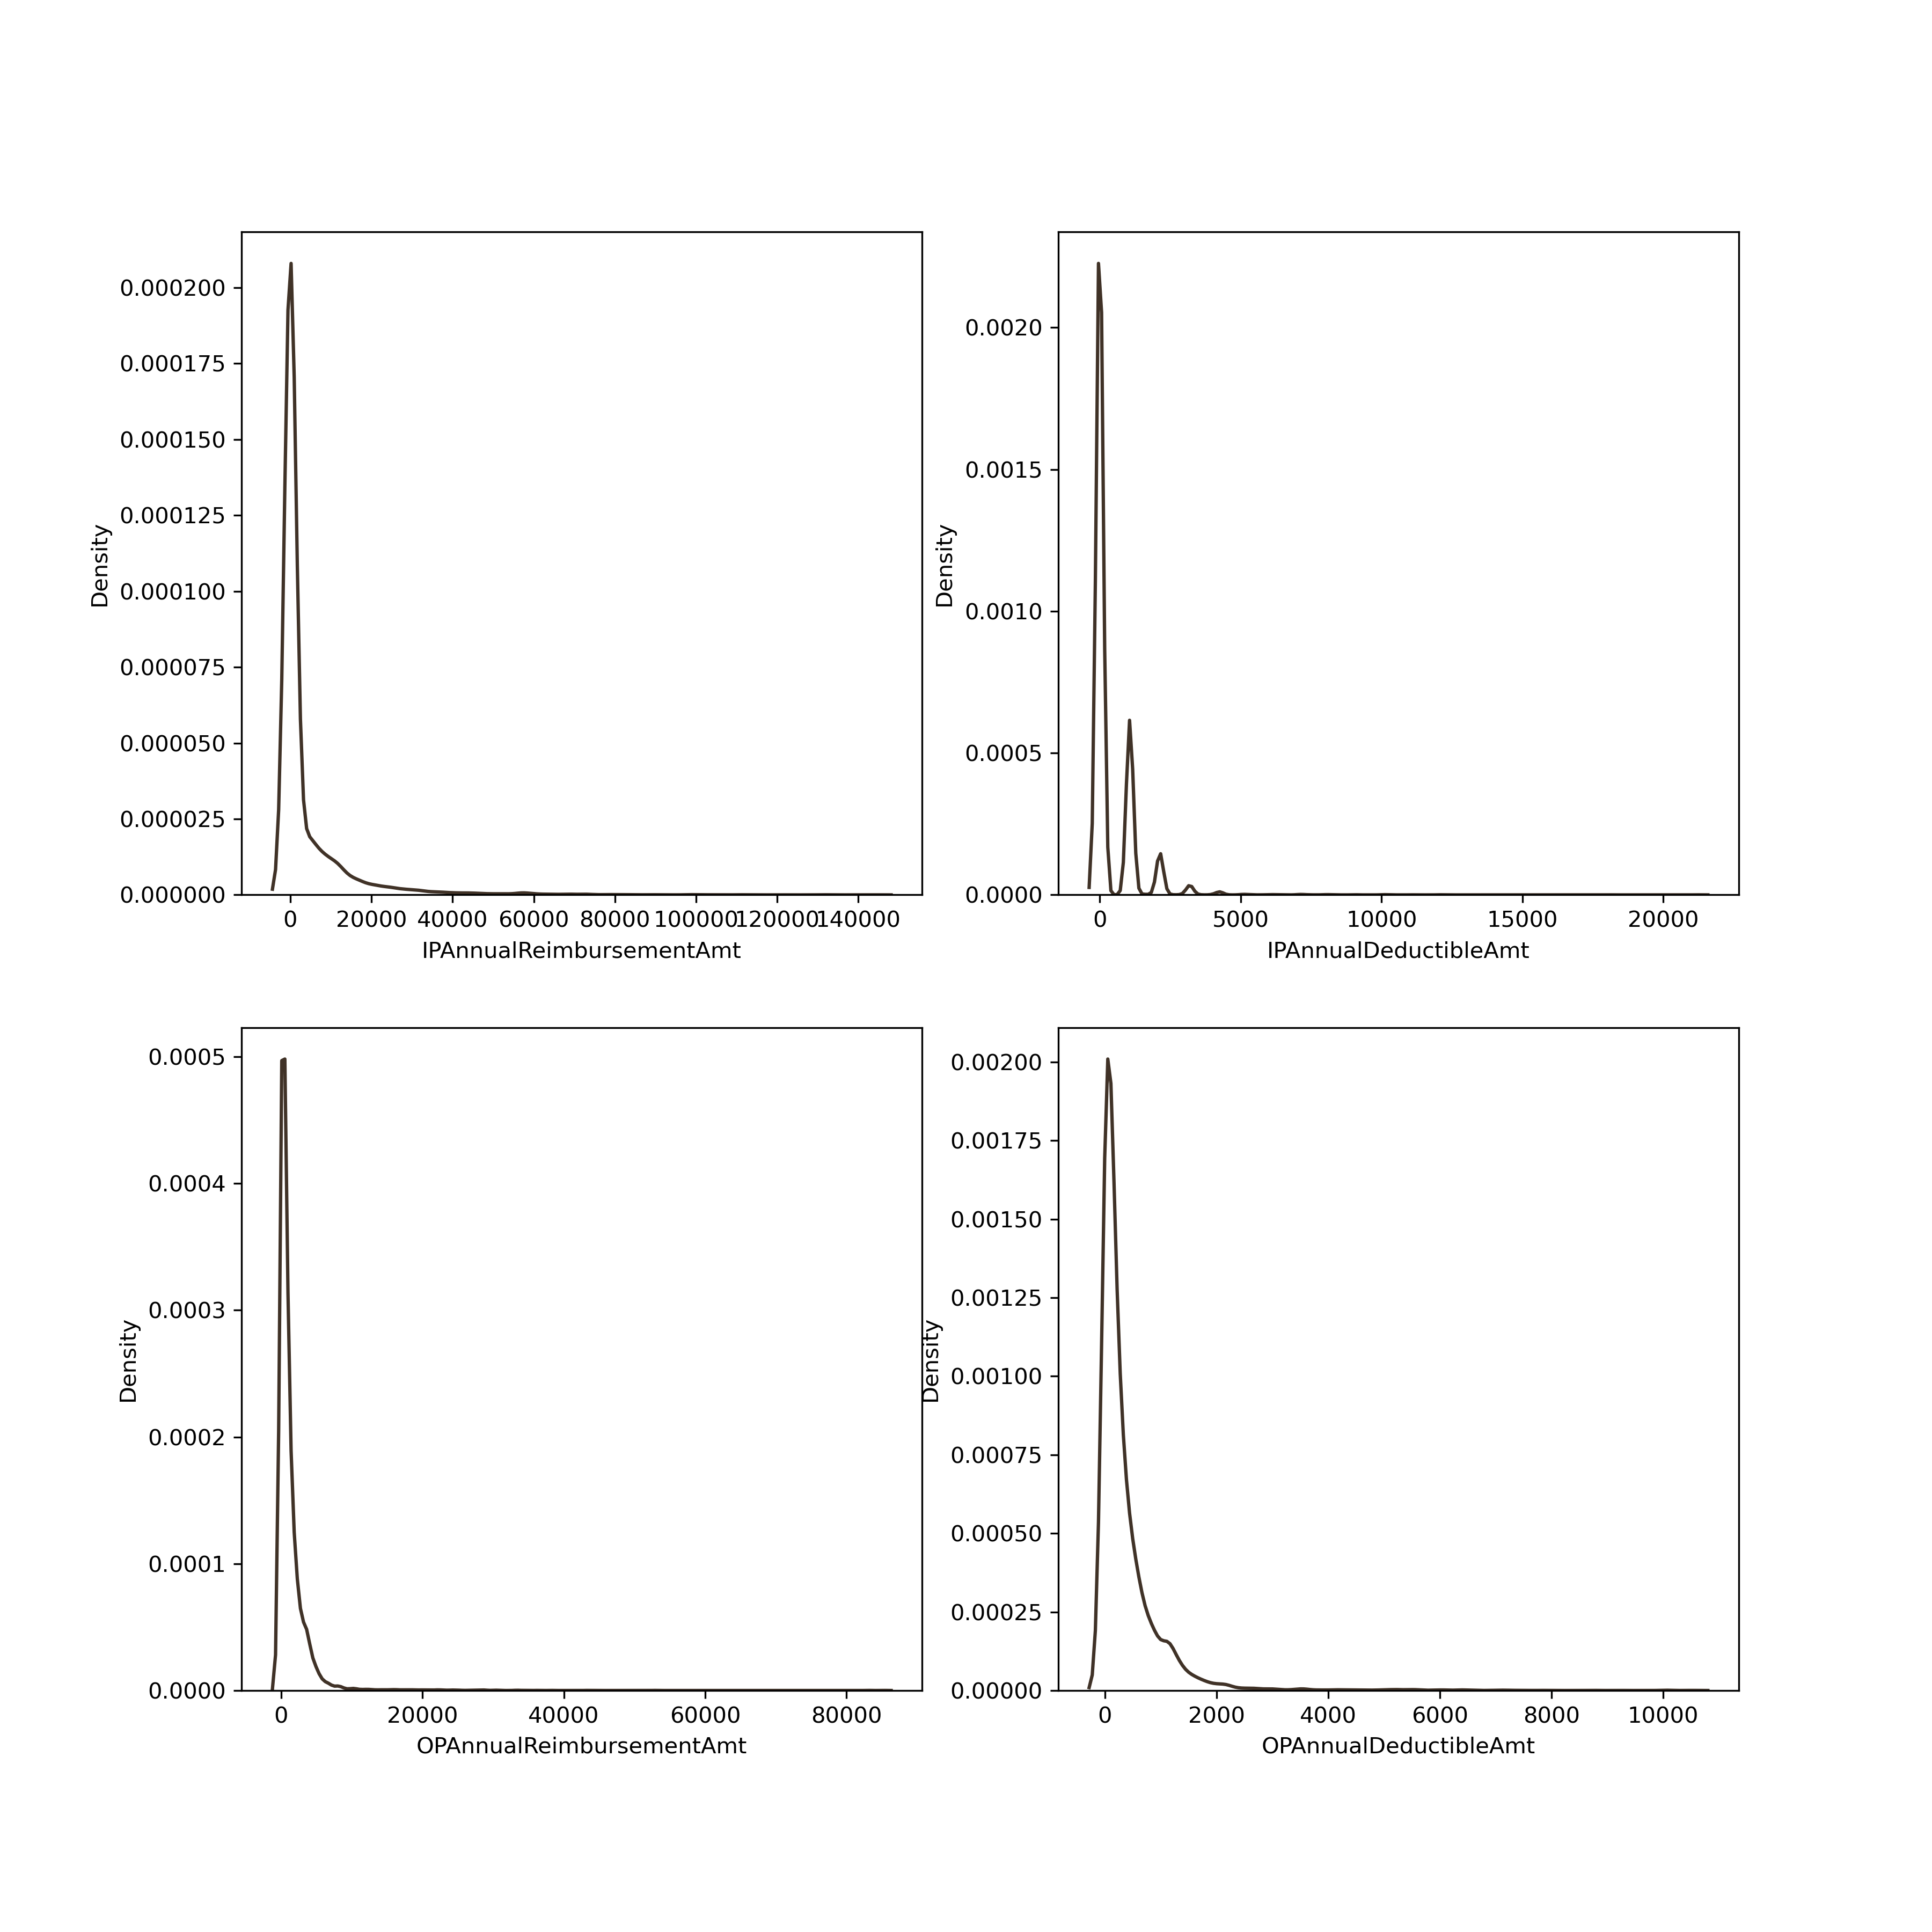 0.000200
0.000175
0.000150
0.000125
0.000100
0.000075
0.000050
0.000025
0.000000
Density
0 20000 40000 60000 80000 100000 120000 140000
IPAnnualReimbursementAmt
0.0020
0.0015
0.0010
0.0005
0.0000
Density
0 5000 10000 15000 20000
IPAnnualDeductibleAmt
0.0005
0.0004
0.0003
0.0002
0.0001
0.0000
Density
0 20000 40000 60000 80000
OPAnnualReimbursementAmt
0.00200
0.00175
0.00150
0.00125
0.00100
0.00075
0.00050
0.00025
0.00000
Density
0 2000 4000 6000 8000 10000
OPAnnualDeductibleAmt